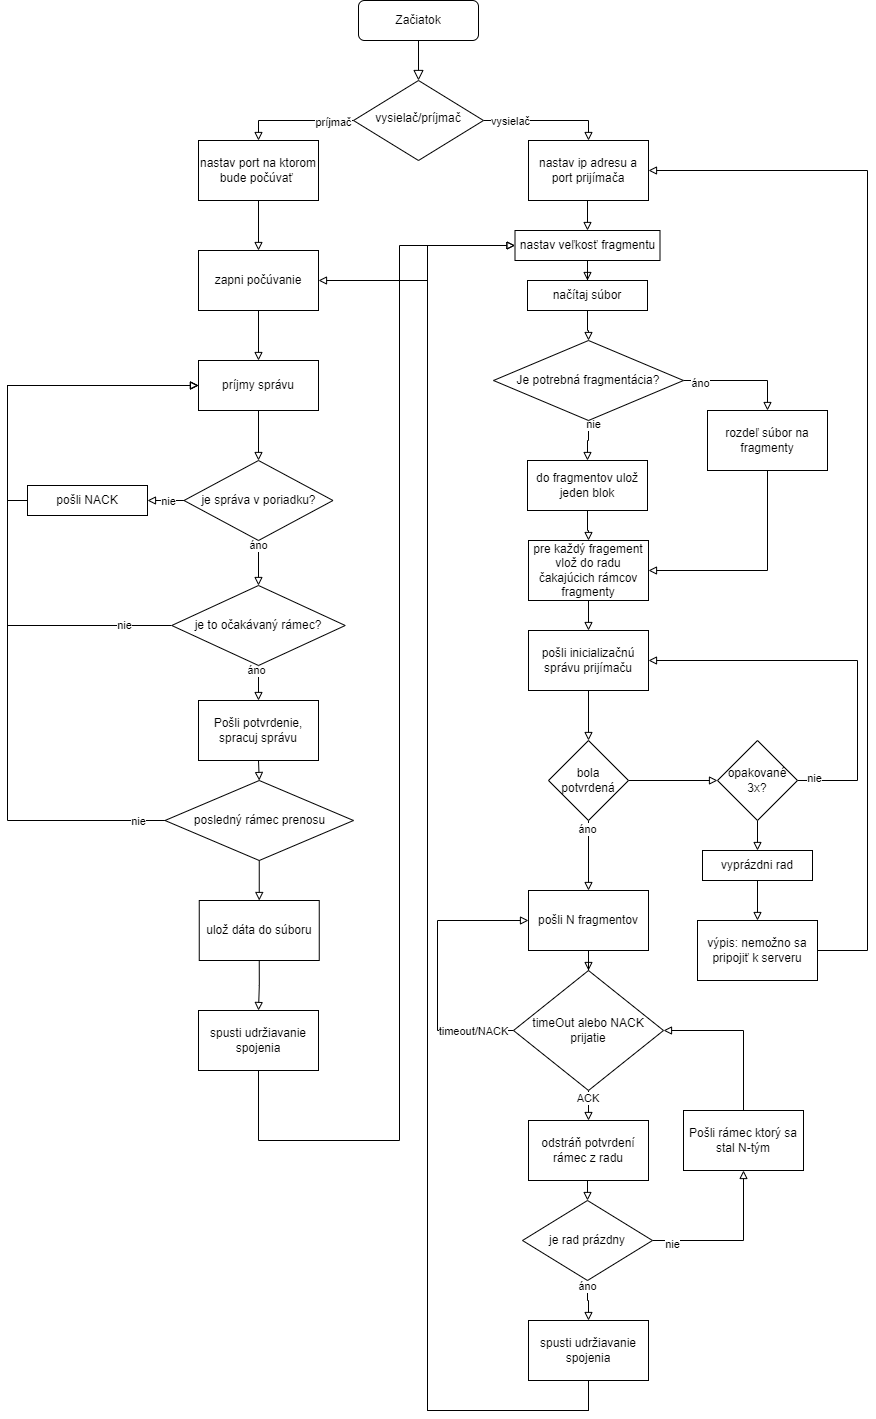 Začiatok
vysielač/príjmač
príjmač
vysielač
nastav port na ktorom
bude počúvať
nastav ip adresu a
port prijímača
nastav veľkosť fragmentu
zapni počúvanie
načítaj súbor
príjmy správu
Je potrebná fragmentácia?
áno
nie
rozdeľ súbor na
fragmenty
je správa v poriadku?
nie
pošli NACK
áno
do fragmentov ulož
jeden blok
pre každý fragement
vlož do radu
čakajúcich rámcov
fragmenty
je to očakávaný rámec?
nie
áno
pošli inicializačnú
správu prijímaču
Pošli potvrdenie,
spracuj správu
bola
potvrdená
opakované
3x?
nie
posledný rámec prenosu
nie
áno
vyprázdni rad
ulož dáta do súboru
pošli N fragmentov
výpis: nemožno sa
pripojiť k serveru
spusti udržiavanie
spojenia
timeOut alebo NACK
prijatie
timeout/NACK
ACK
odstráň potvrdení
rámec z radu
Pošli rámec ktorý sa
stal N-tým
je rad prázdny
nie
áno
spusti udržiavanie
spojenia